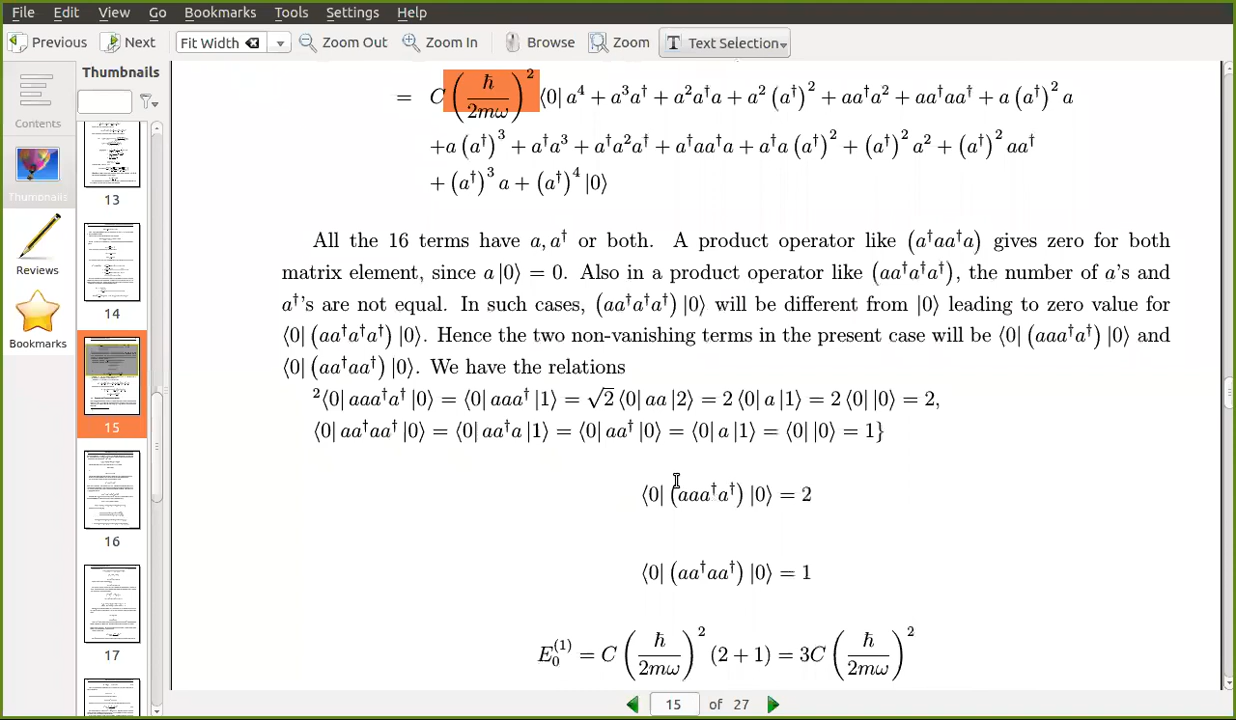 File Edit View Go Bookmarks Tools Settings Help
Previous Next Fit Width Zoom Out Zoom In Browse Zoom Text Selection
Thumbnails
Contents
Thumbnails
Reviews
Bookmarks
13
14
15
16
17
= C (ħ/2mω)² ⟨0| a⁴ + a³a† + a²a†a + a² (a†)² + aa†a² + aa†aa† + a (a†)² a
+a (a†)³ + a†a³ + a†a²a† + a†aa†a + a†a (a†)² + (a†)² a² + (a†)² aa†
+ (a†)³ a + (a†)⁴ |0⟩
All the 16 terms have a, a† or both. A product operator like (a†aa†a) gives zero for both
matrix element, since a |0⟩ = 0. Also in a product operator like (aa†a†a†), the number of a's and
a†'s are not equal. In such cases, (aa†a†a†) |0⟩ will be different from |0⟩ leading to zero value for
⟨0| (aa†a†a†) |0⟩. Hence the two non-vanishing terms in the present case will be ⟨0| (aaa†a†) |0⟩ and
⟨0| (aa†aa†) |0⟩. We have the relations
²⟨0| aaa†a† |0⟩ = ⟨0| aaa† |1⟩ = √2 ⟨0| aa |2⟩ = 2 ⟨0| a |1⟩ = 2 ⟨0| |0⟩ = 2,
⟨0| aa†aa† |0⟩ = ⟨0| aa†a |1⟩ = ⟨0| aa† |0⟩ = ⟨0| a |1⟩ = ⟨0| |0⟩ = 1}
⟨0| (aaa†a†) |0⟩ = 2
⟨0| (aa†aa†) |0⟩ = 1
E₀⁽¹⁾ = C (ħ/2mω)² (2 + 1) = 3C (ħ/2mω)²
15 of 27